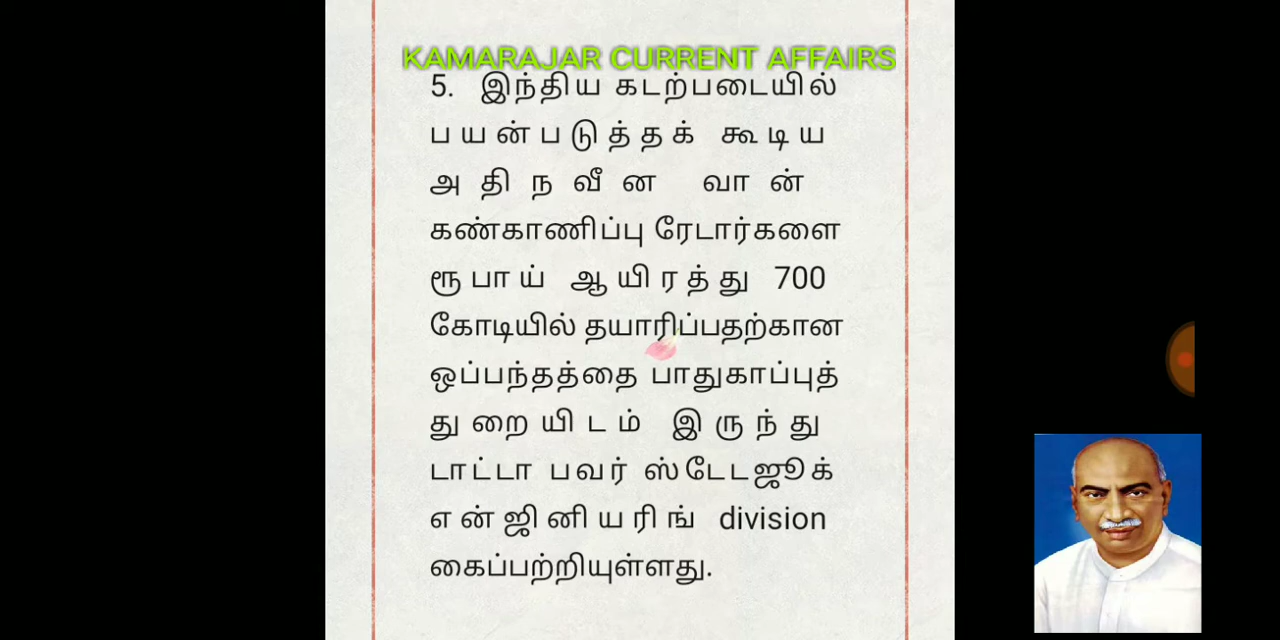 KAMARAJAR CURRENT AFFAIRS
5. இந்திய கடற்படையில்
பயன்படுத்தக் கூடிய
அதிநவீன வான்
கண்காணிப்பு ரேடார்களை
ரூபாய் ஆயிரத்து 700
கோடியில் தயாரிப்பதற்கான
ஒப்பந்தத்தை பாதுகாப்புத்
துறையிடம் இருந்து
டாட்டா பவர் ஸ்டேடஜூக்
என்ஜினியரிங் division
கைப்பற்றியுள்ளது.